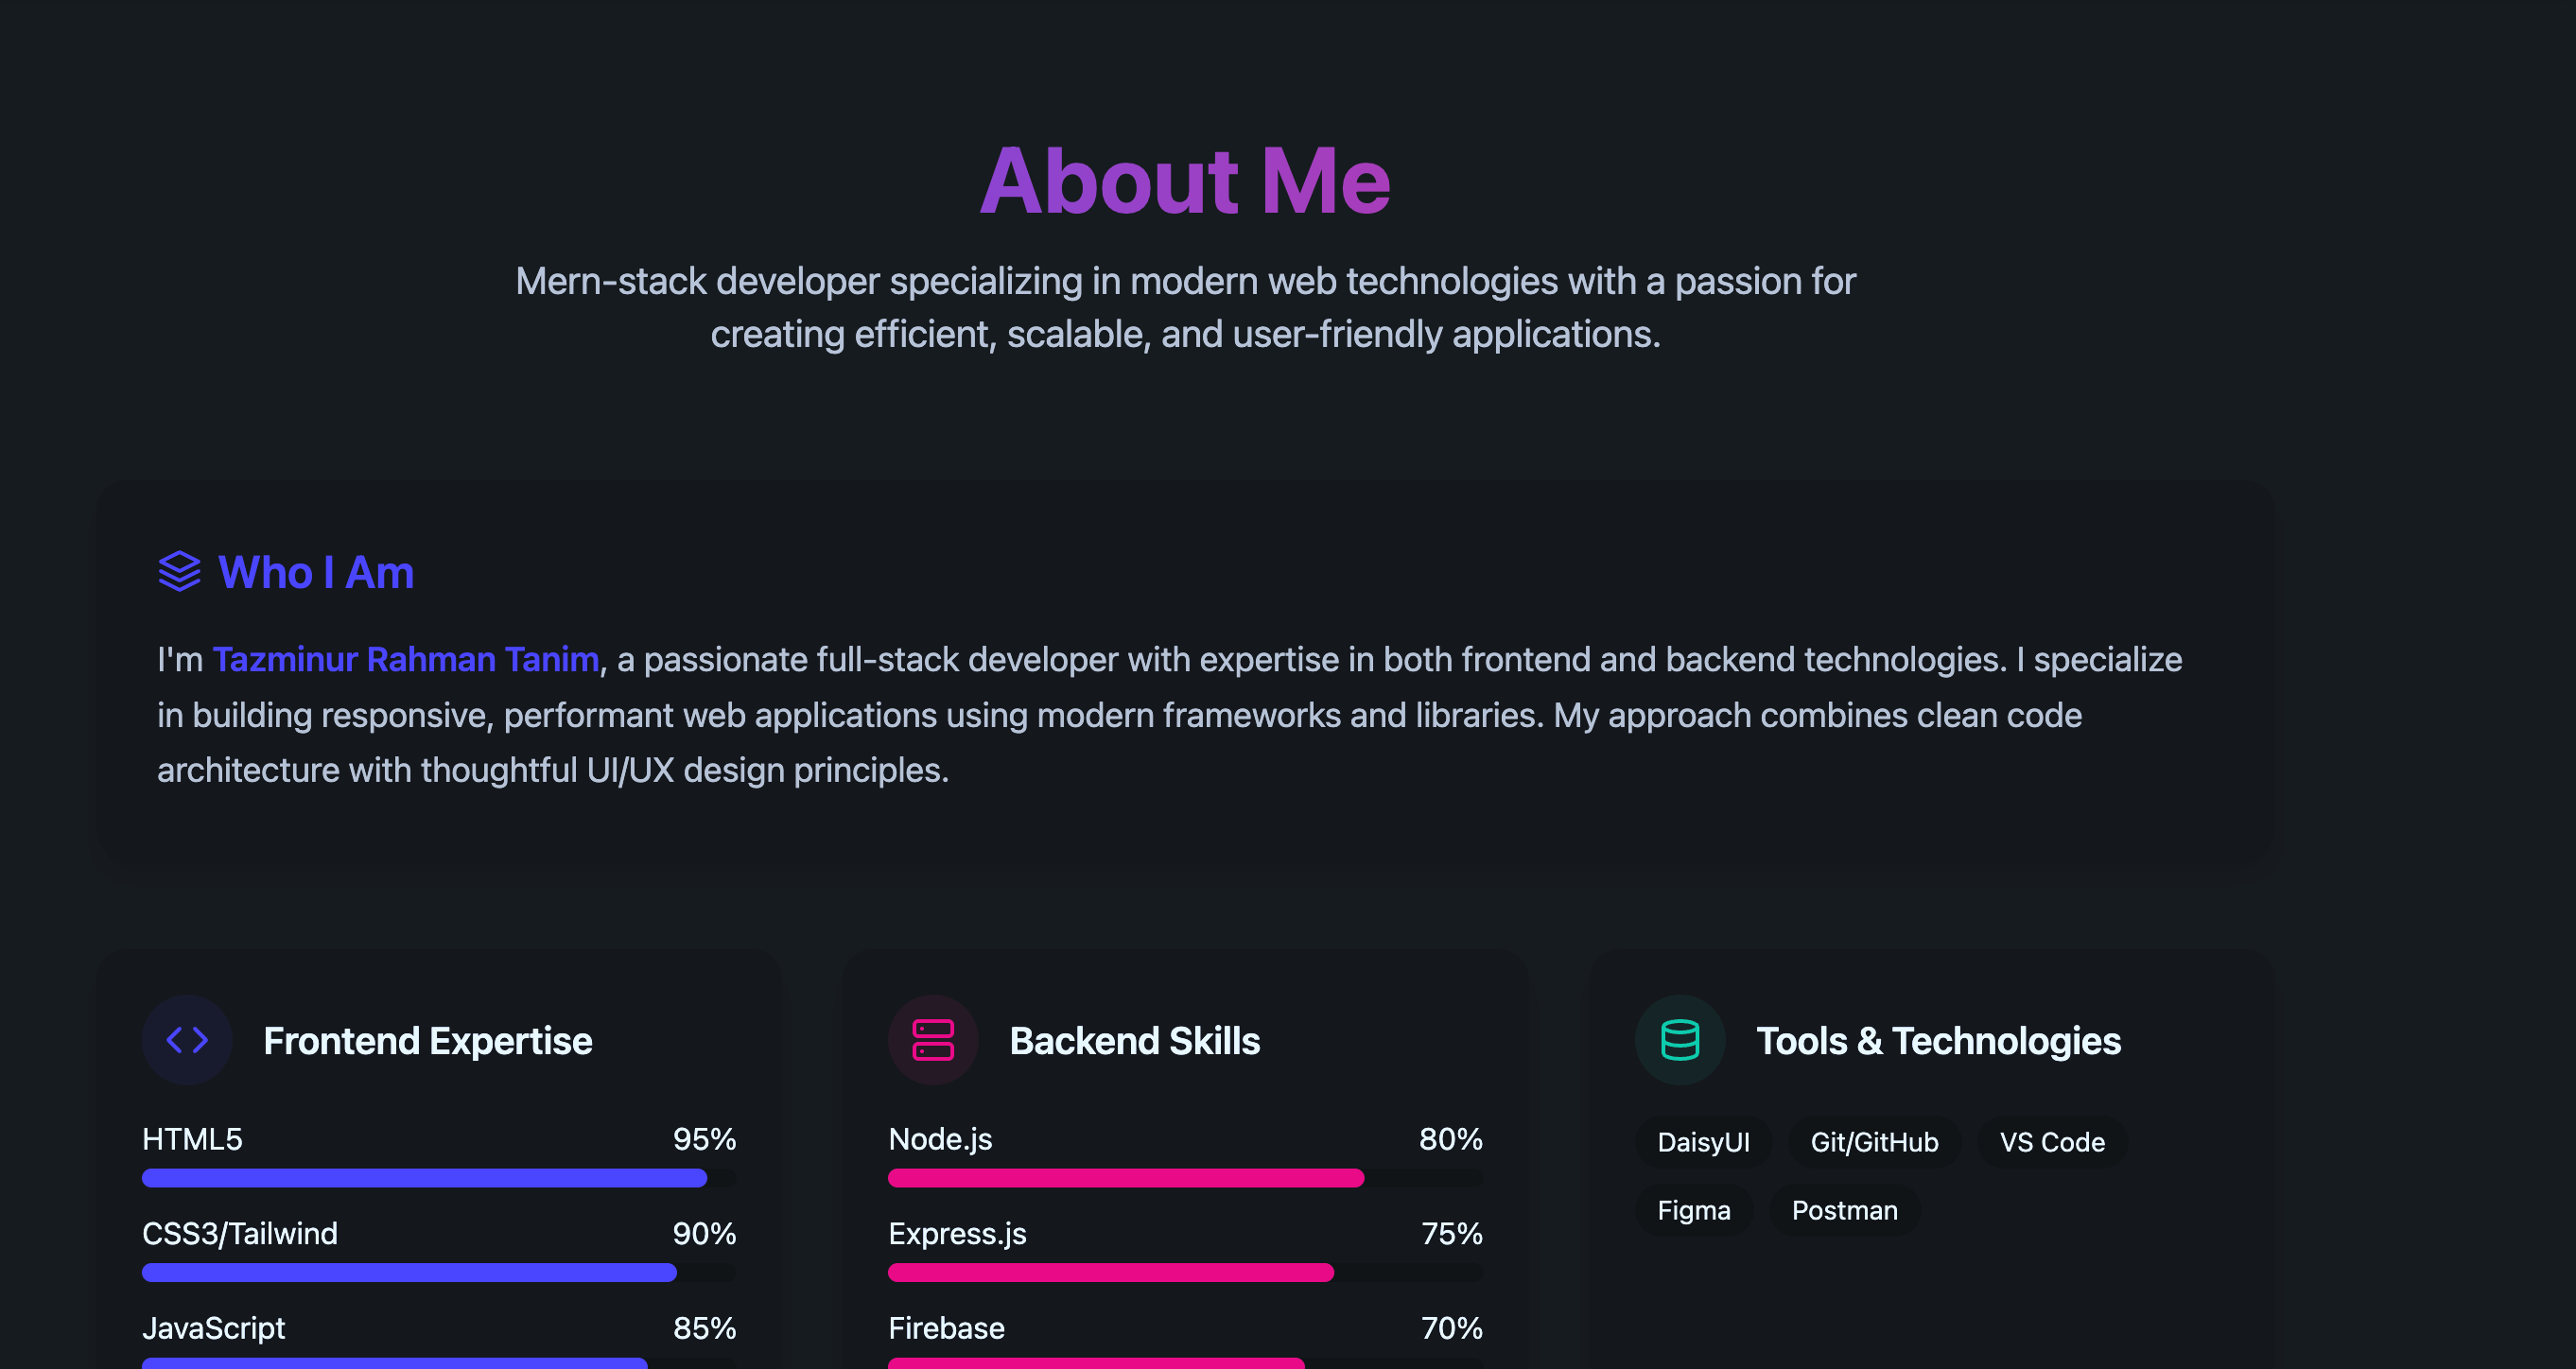 About Me
Mern-stack developer specializing in modern web technologies with a passion for
creating efficient, scalable, and user-friendly applications.
Who I Am
I'm Tazminur Rahman Tanim, a passionate full-stack developer with expertise in both frontend and backend technologies. I specialize
in building responsive, performant web applications using modern frameworks and libraries. My approach combines clean code
architecture with thoughtful UI/UX design principles.
Frontend Expertise
HTML5 95%
CSS3/Tailwind 90%
JavaScript 85%
Backend Skills
Node.js 80%
Express.js 75%
Firebase 70%
Tools & Technologies
DaisyUI Git/GitHub VS Code
Figma Postman